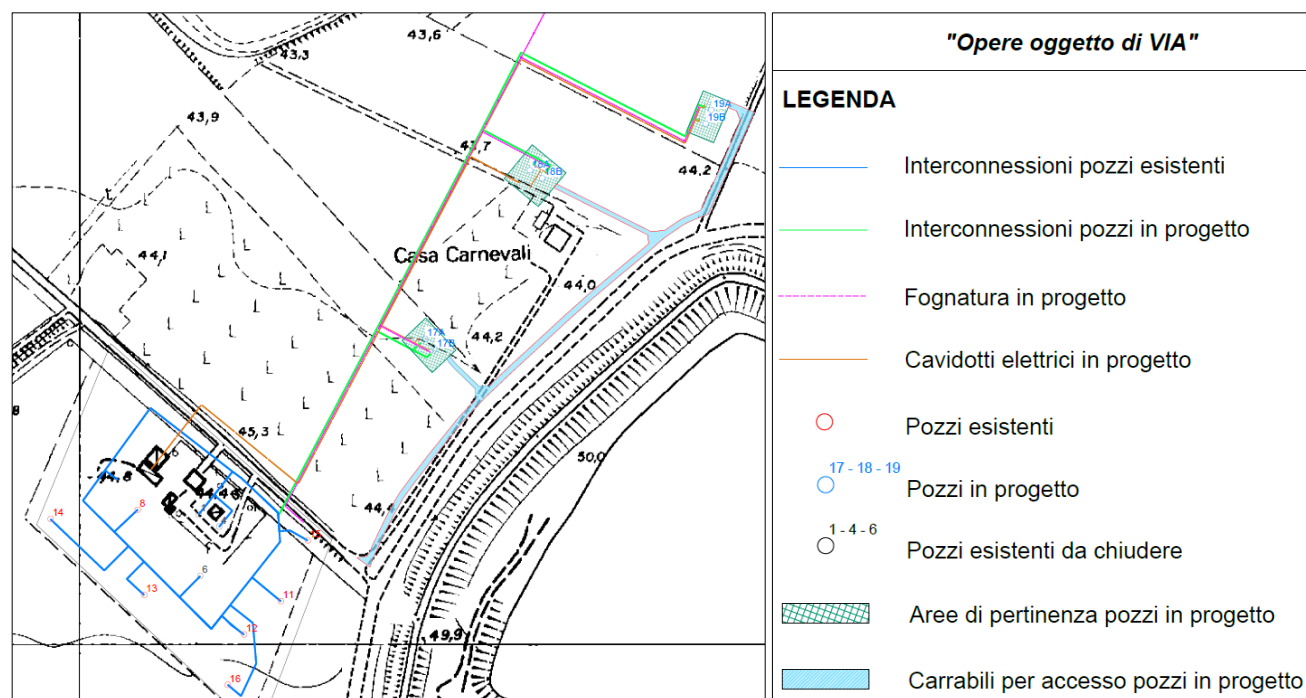 43,6
43,3
43,9
19A
19B
43,7
18A
18B
44,2
Casa Carnevali
44,1
44,0
17A
17B
44,2
45,3
50,0
44,8
8
14
6
13
11
12
16
49,9
"Opere oggetto di VIA"
LEGENDA
Interconnessioni pozzi esistenti
Interconnessioni pozzi in progetto
Fognatura in progetto
Cavidotti elettrici in progetto
Pozzi esistenti
17 - 18 - 19
Pozzi in progetto
1 - 4 - 6
Pozzi esistenti da chiudere
Aree di pertinenza pozzi in progetto
Carrabili per accesso pozzi in progetto